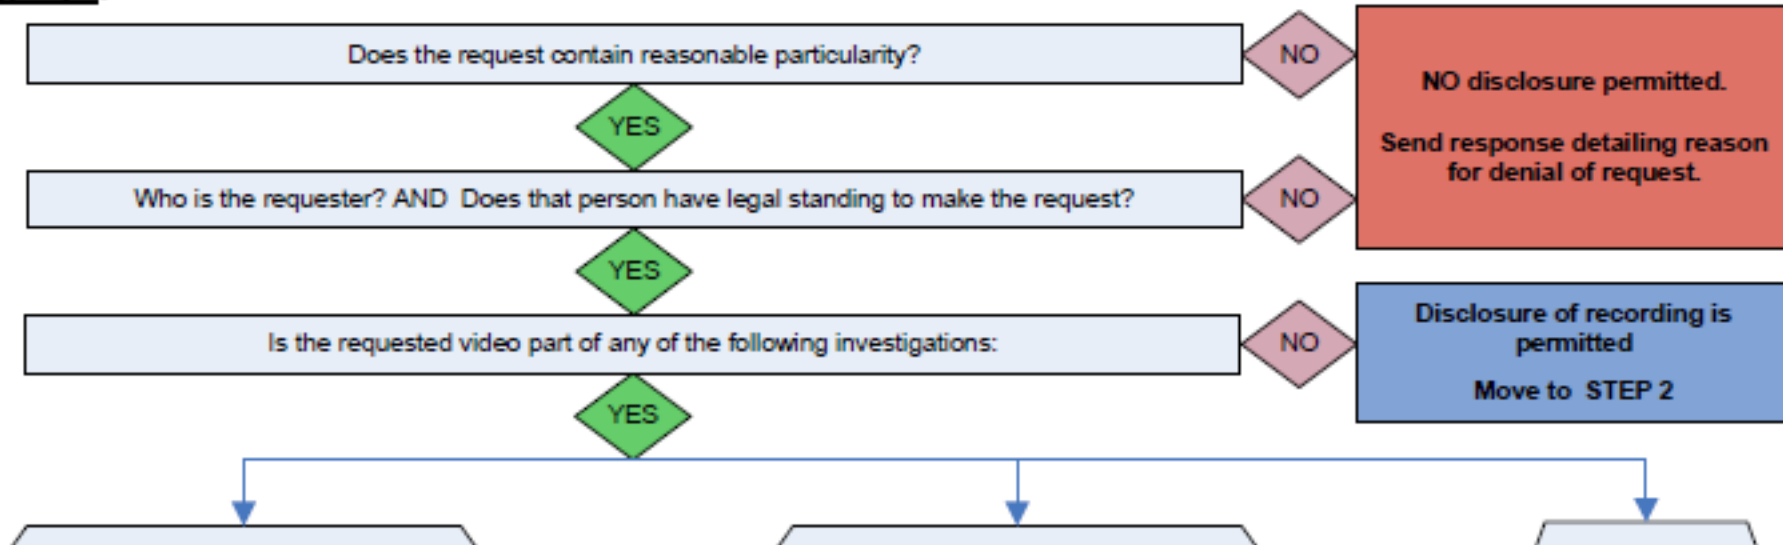 Does the request contain reasonable particularity?
NO
NO disclosure permitted.
Send response detailing reason
for denial of request.
YES
Who is the requester? AND Does that person have legal standing to make the request?
NO
YES
Is the requested video part of any of the following investigations:
NO
Disclosure of recording is
permitted
Move to STEP 2
YES